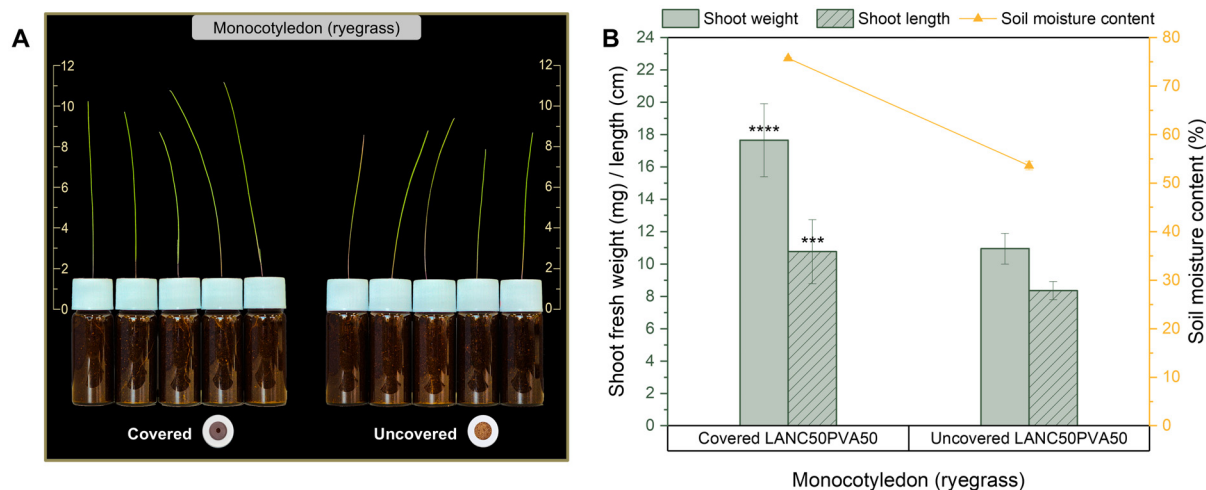 A
Monocotyledon (ryegrass)
12
10
8
6
4
2
0
12
10
8
6
4
2
0
Covered
Uncovered
B
Shoot weight
Shoot length
Soil moisture content
Shoot fresh weight (mg) / length (cm)
24
22
20
18
16
14
12
10
8
6
4
2
0
****
***
80
70
60
50
40
30
20
10
0
Soil moisture content (%)
Covered LANC50PVA50
Uncovered LANC50PVA50
Monocotyledon (ryegrass)